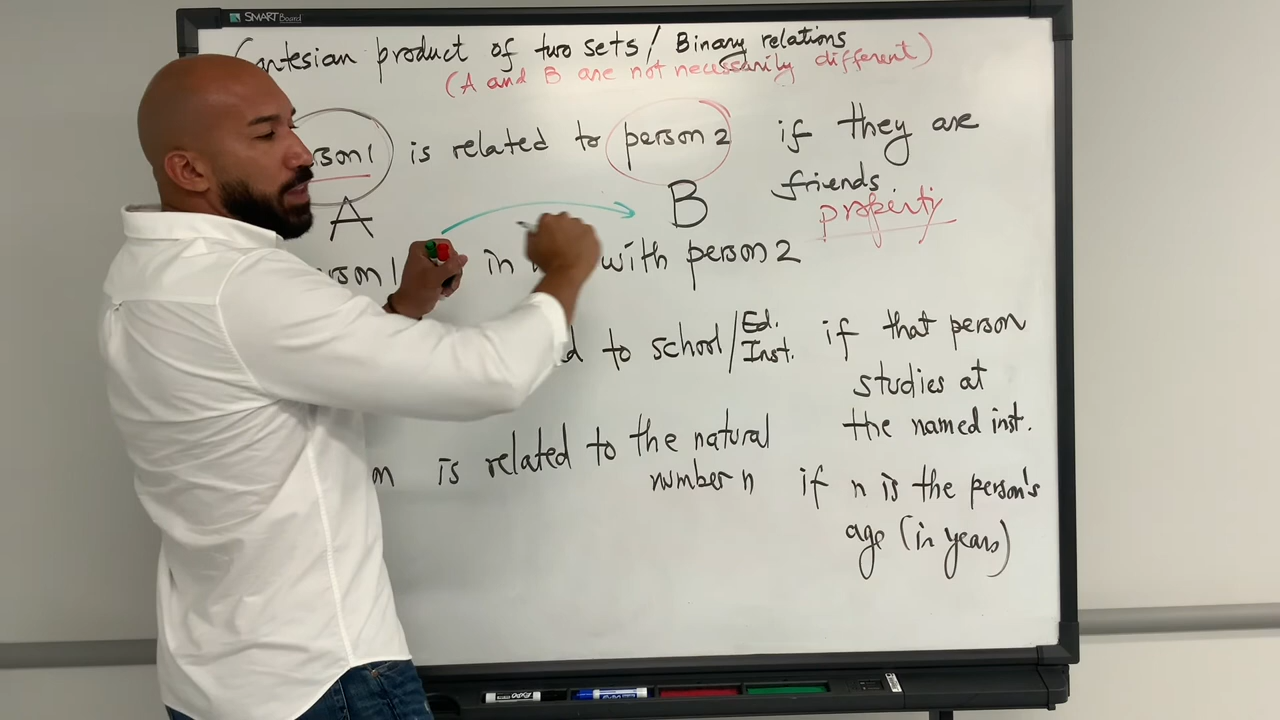 SMART Board
Cartesian product of two sets / Binary relations
(A and B are not necessarily different)
is related to person 2 if they are
friends.
A B property
in with person 2
to school/Ed. Inst. if that person
studies at
the named inst.
is related to the natural
number n if n is the person's
age (in years)
EXPO